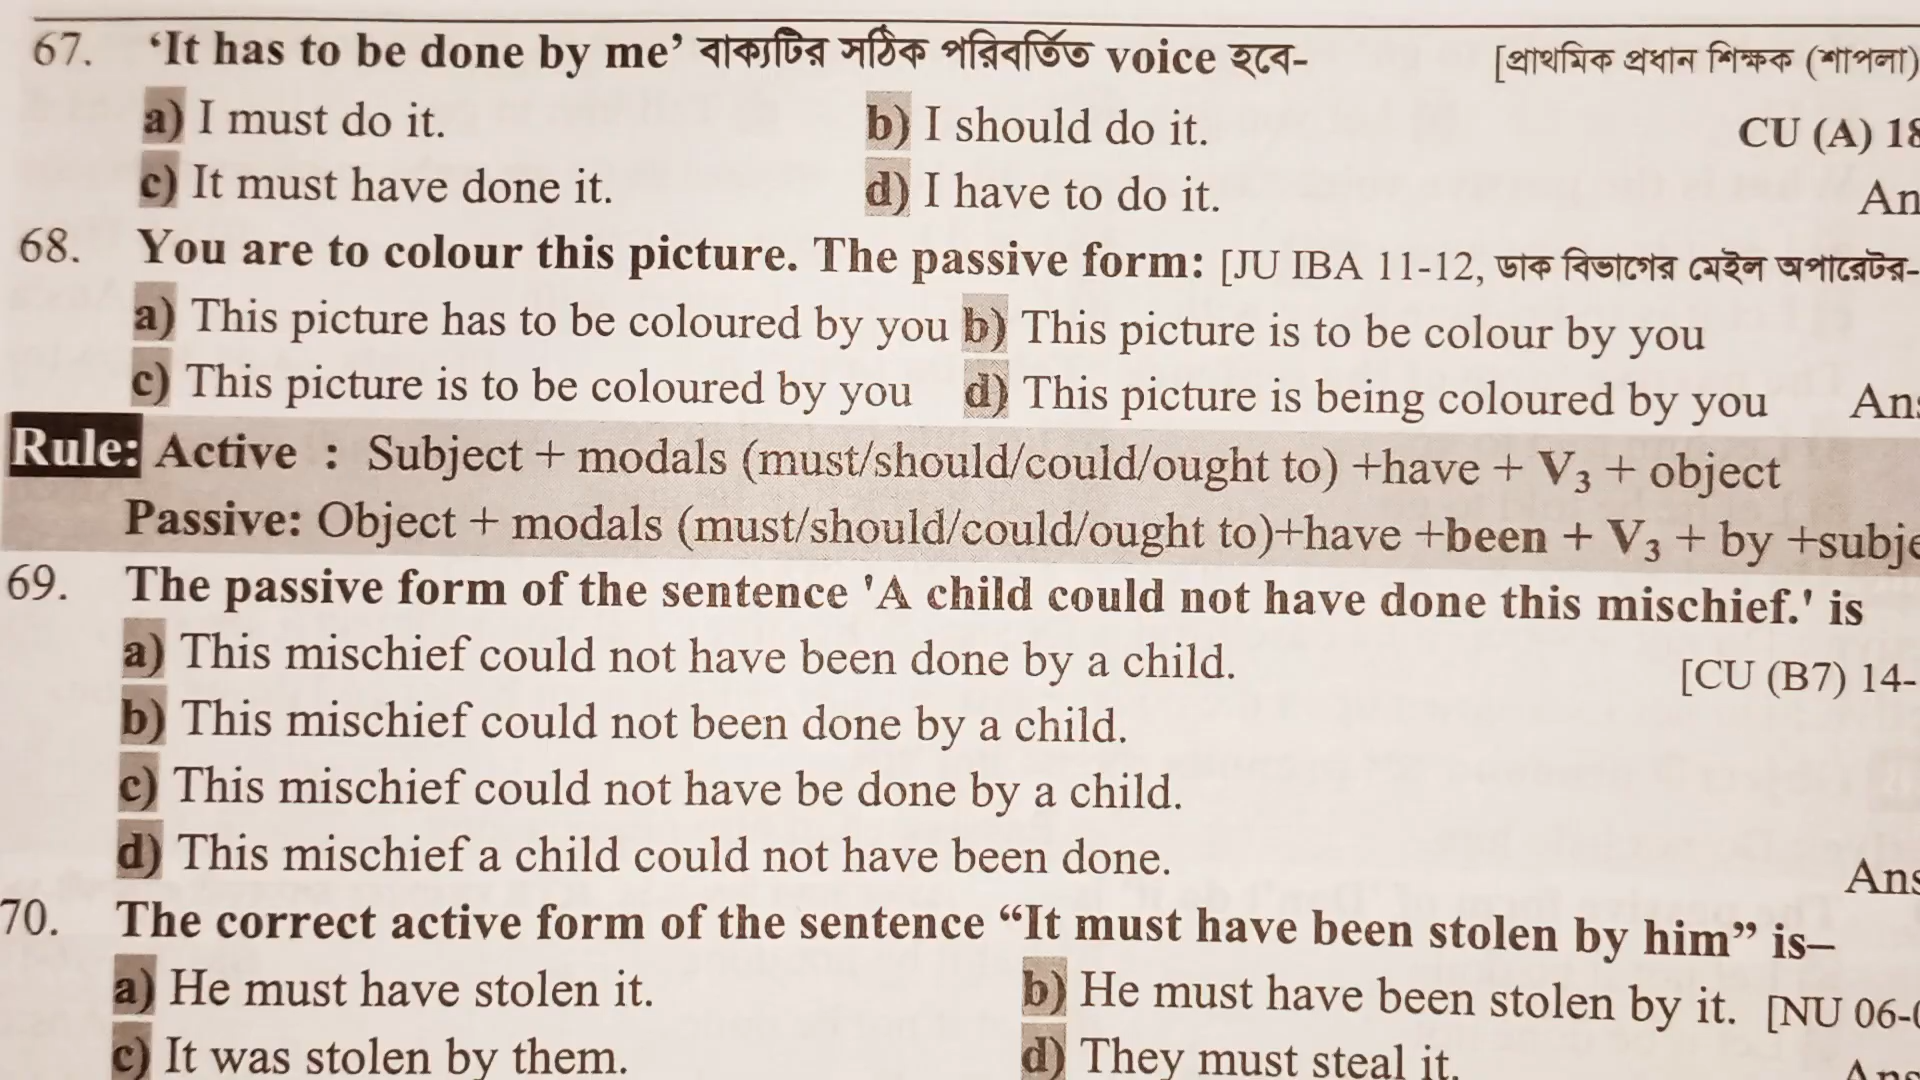 67. ‘It has to be done by me’ বাক্যটির সঠিক পরিবর্তিত voice হবে- [প্রাথমিক প্রধান শিক্ষক (শাপলা)
a) I must do it. b) I should do it. CU (A) 18
c) It must have done it. d) I have to do it. An
68. You are to colour this picture. The passive form: [JU IBA 11-12, ডাক বিভাগের মেইল অপারেটর-
a) This picture has to be coloured by you b) This picture is to be colour by you
c) This picture is to be coloured by you d) This picture is being coloured by you Ans
Rule: Active : Subject + modals (must/should/could/ought to) +have + V3 + object
Passive: Object + modals (must/should/could/ought to)+have +been + V3 + by +subje
69. The passive form of the sentence 'A child could not have done this mischief.' is
a) This mischief could not have been done by a child. [CU (B7) 14-
b) This mischief could not been done by a child.
c) This mischief could not have be done by a child.
d) This mischief a child could not have been done. Ans
70. The correct active form of the sentence “It must have been stolen by him” is–
a) He must have stolen it. b) He must have been stolen by it. [NU 06-0
c) It was stolen by them. d) They must steal it. Ans